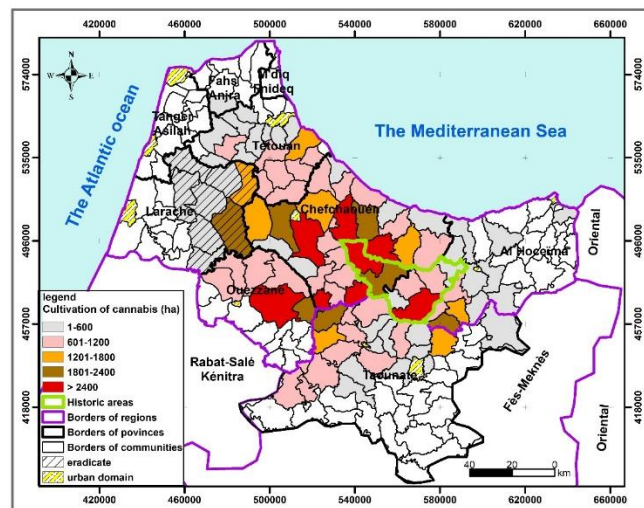 420000 460000 500000 540000 580000 620000 660000
574000 535000 496000 457000 418000
574000 535000 496000 457000 418000
N
W E
S
The Atlantic ocean
The Mediterranean Sea
M'diq
Fnideq
Fahs
Anjra
Tanger
Asilah
Tétouan
Larache
Chefchaouen
Al Hoceima
Oriental
Ouezzane
Rabat-Salé
Kénitra
Taounate
Fès-Meknès
Oriental
legend
Cultivation of cannabis (ha)
1-600
601-1200
1201-1800
1801-2400
> 2400
Historic areas
Borders of regions
Borders of povinces
Borders of communities
eradicate
urban domain
40 20 0
km
420000 460000 500000 540000 580000 620000 660000